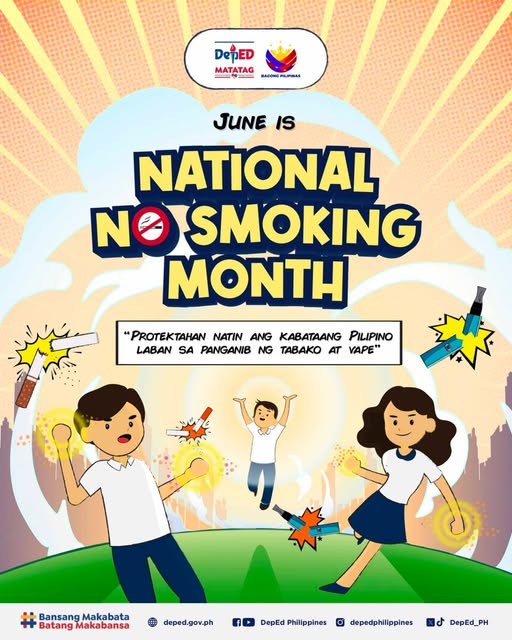 DepED
MATATAG
BAGONG PILIPINAS
JUNE IS
NATIONAL
NO SMOKING
MONTH
"PROTEKTAHAN NATIN ANG KABATAANG PILIPINO
LABAN SA PANGANIB NG TABAKO AT VAPE"
#Bansang Makabata
Batang Makabansa
deped.gov.ph
DepEd Philippines
depedphilippines
DepEd_PH